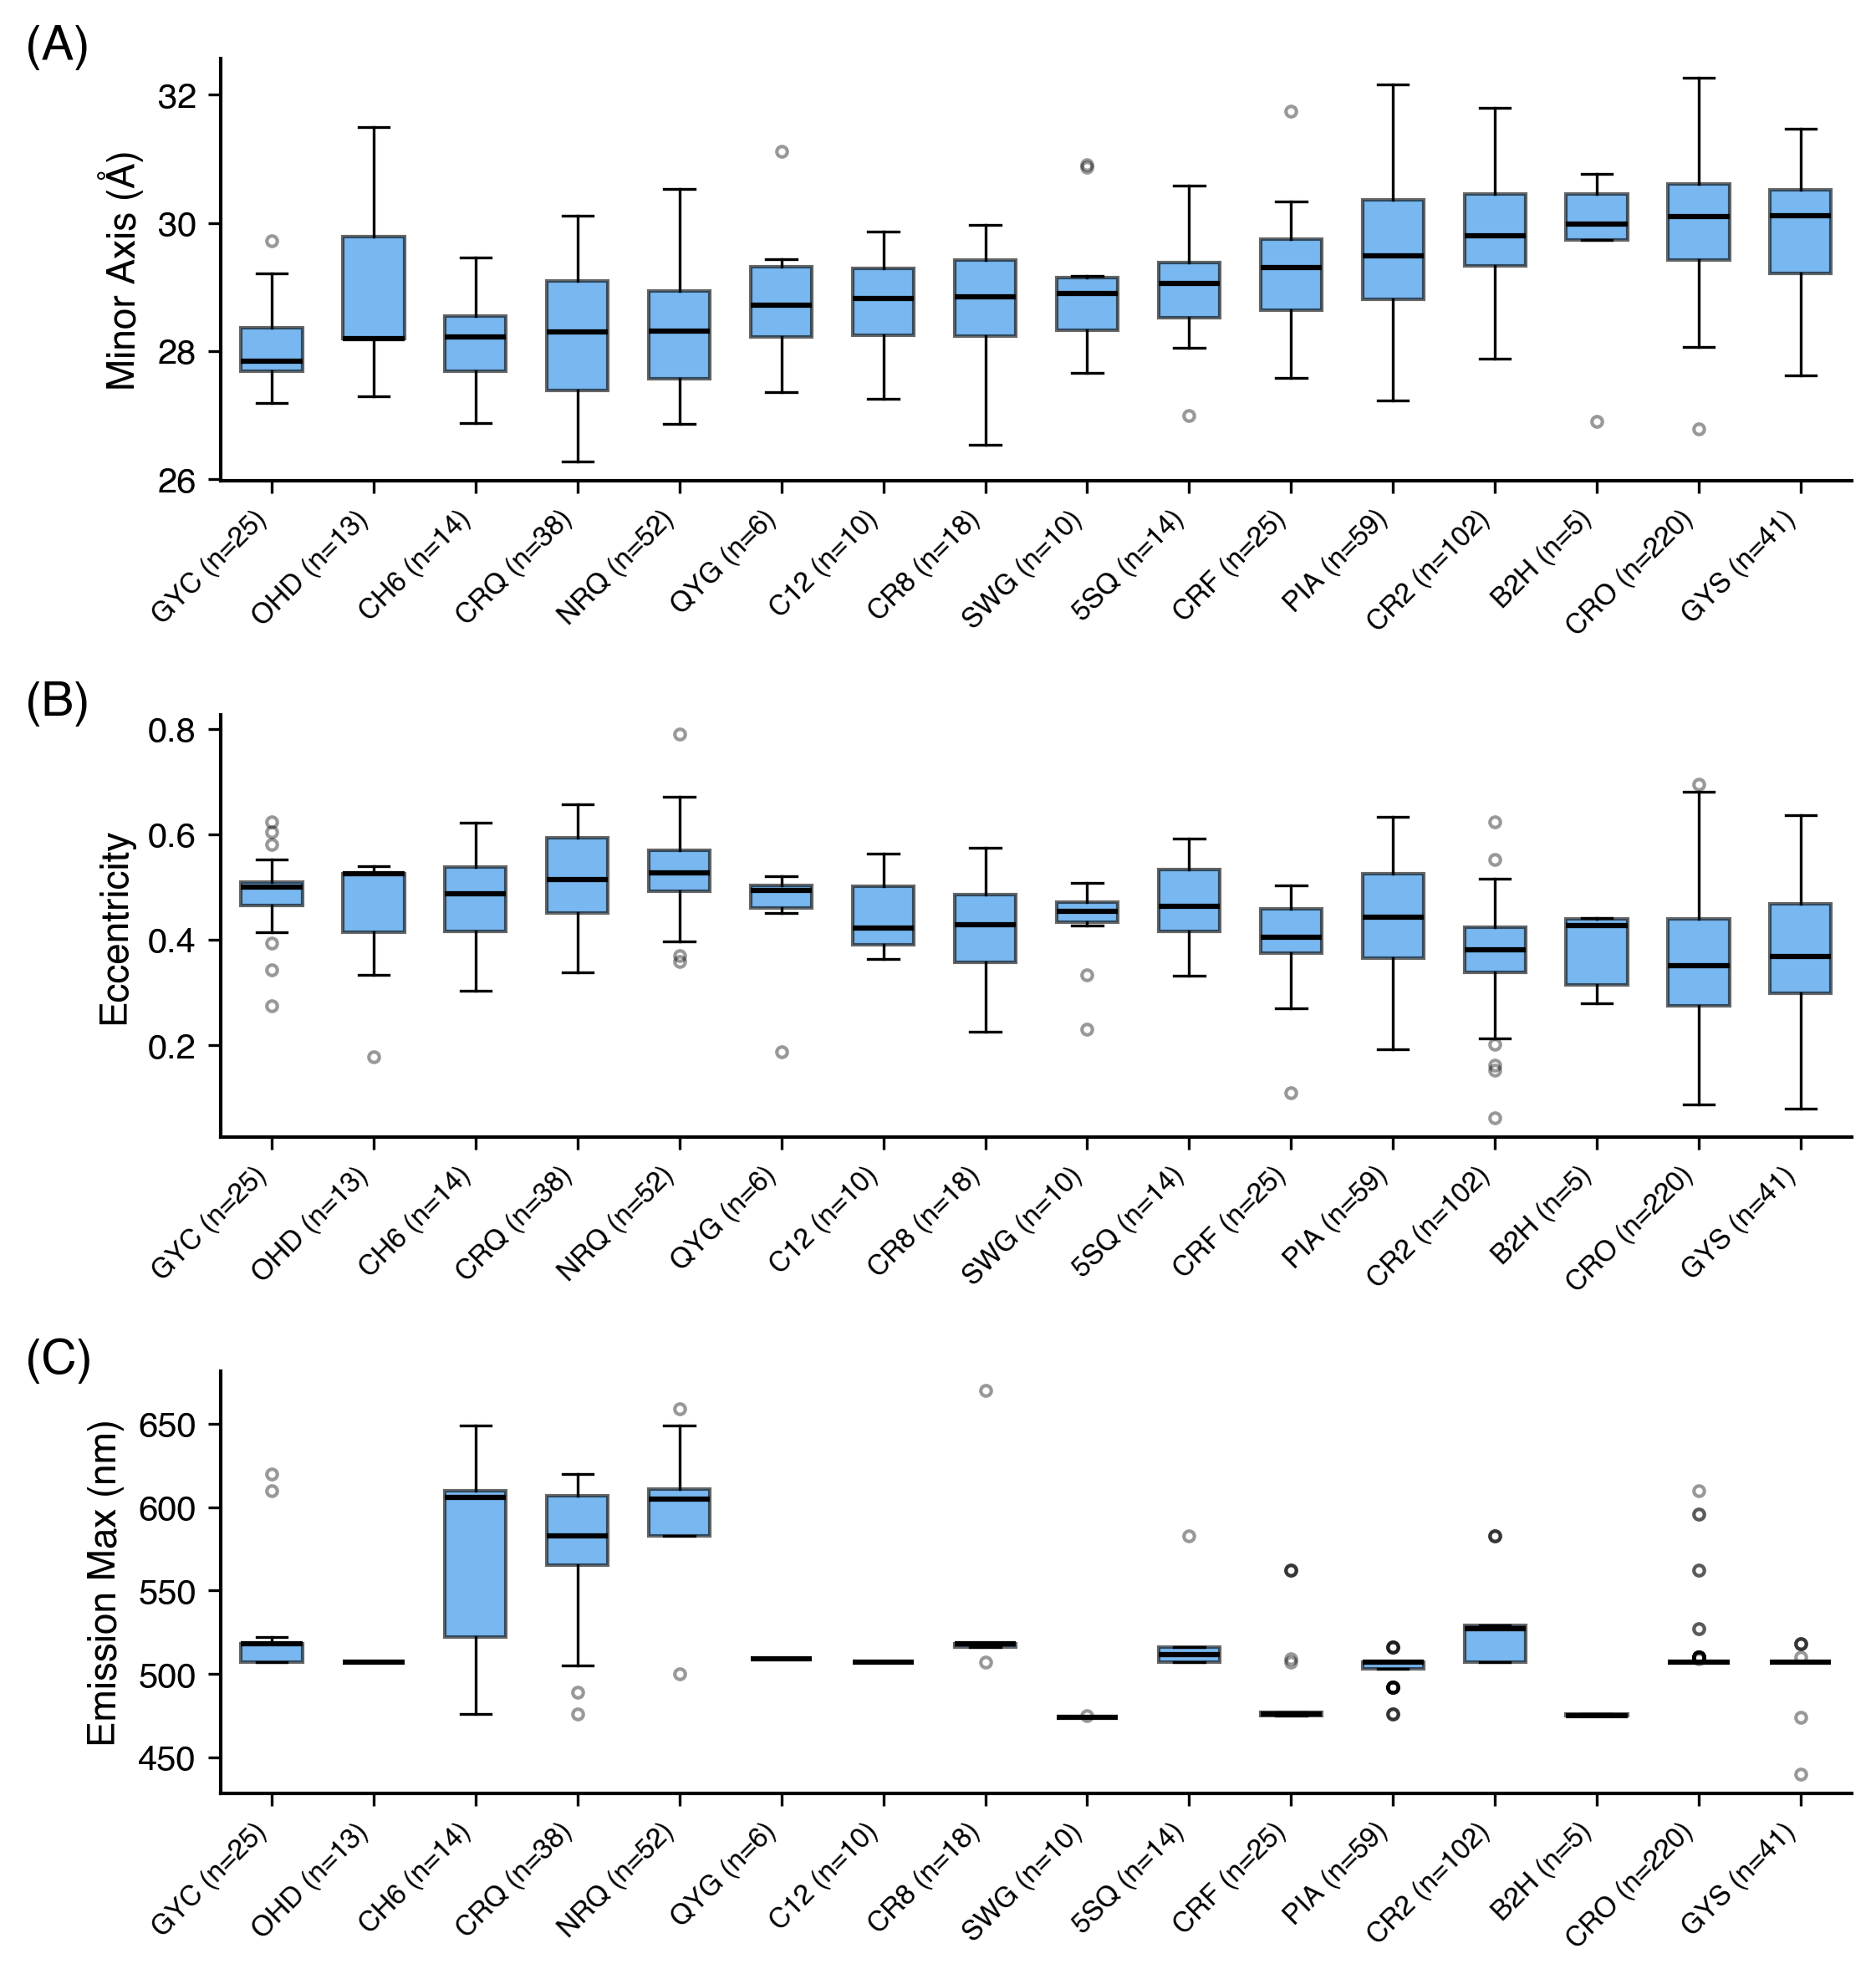 (A)
Minor Axis (Å)
32
30
28
26
GYC (n=25)
OHD (n=13)
CH6 (n=14)
CRQ (n=38)
NRQ (n=52)
QYG (n=6)
C12 (n=10)
CR8 (n=18)
SWG (n=10)
5SQ (n=14)
CRF (n=25)
PIA (n=59)
CR2 (n=102)
B2H (n=5)
CRO (n=220)
GYS (n=41)
(B)
Eccentricity
0.8
0.6
0.4
0.2
GYC (n=25)
OHD (n=13)
CH6 (n=14)
CRQ (n=38)
NRQ (n=52)
QYG (n=6)
C12 (n=10)
CR8 (n=18)
SWG (n=10)
5SQ (n=14)
CRF (n=25)
PIA (n=59)
CR2 (n=102)
B2H (n=5)
CRO (n=220)
GYS (n=41)
(C)
Emission Max (nm)
650
600
550
500
450
GYC (n=25)
OHD (n=13)
CH6 (n=14)
CRQ (n=38)
NRQ (n=52)
QYG (n=6)
C12 (n=10)
CR8 (n=18)
SWG (n=10)
5SQ (n=14)
CRF (n=25)
PIA (n=59)
CR2 (n=102)
B2H (n=5)
CRO (n=220)
GYS (n=41)